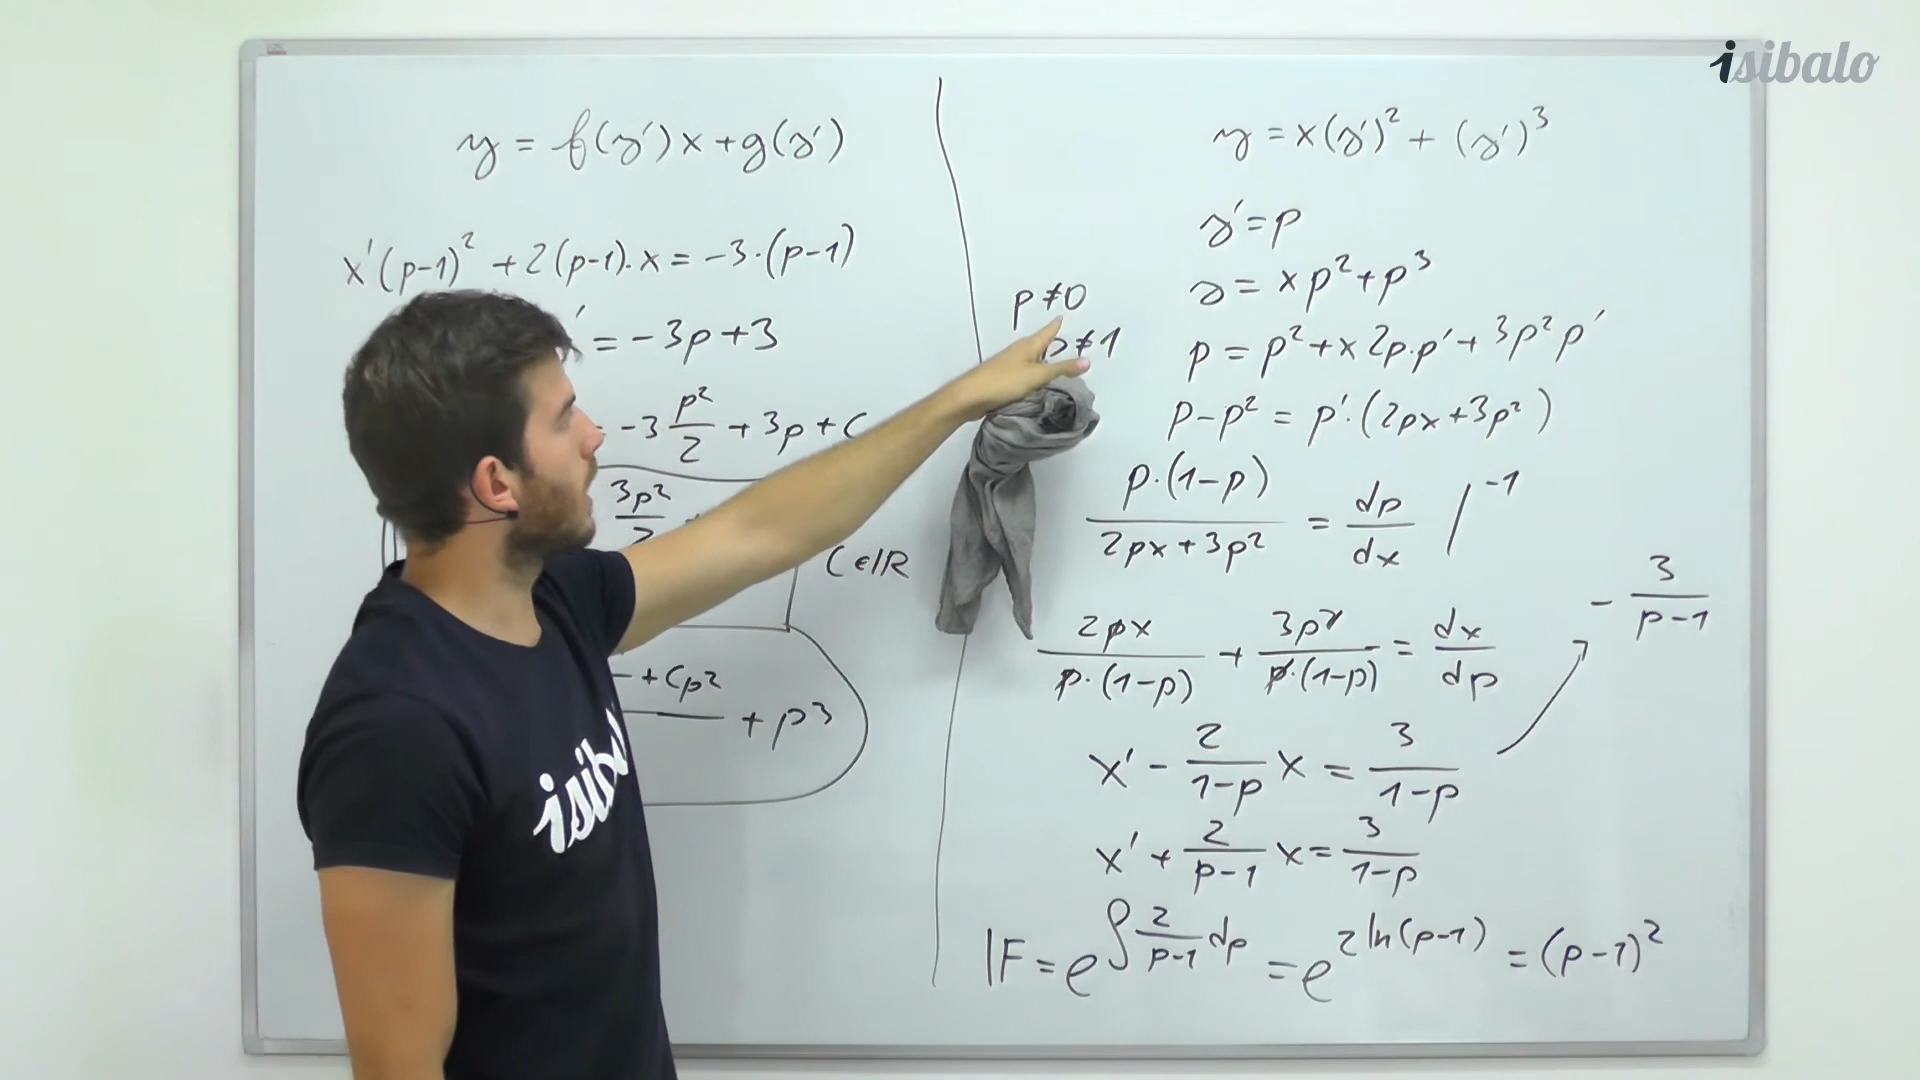 isibalo
y = f(y')x+g(y')
x'(p-1)² + 2(p-1).x = -3.(p-1)
' = -3p+3
-3 p²/2 + 3p + C
3p²/2
C∈ℝ
+Cp²
+ p³
isiba
y = x(y')² + (y')³
y' = p
y = xp² + p³
p ≠ 0
p ≠ 1
p = p² + x 2p.p' + 3p² p'
p-p² = p'.(2px+3p²)
p.(1-p)/2px+3p² = dp/dx /⁻¹
2px/p.(1-p) + 3p²/p.(1-p) = dx/dp
- 3/p-1
x' - 2/1-p x = 3/1-p
x' + 2/p-1 x = 3/1-p
IF = e^∫2/p-1 dp = e^2ln(p-1) = (p-1)²